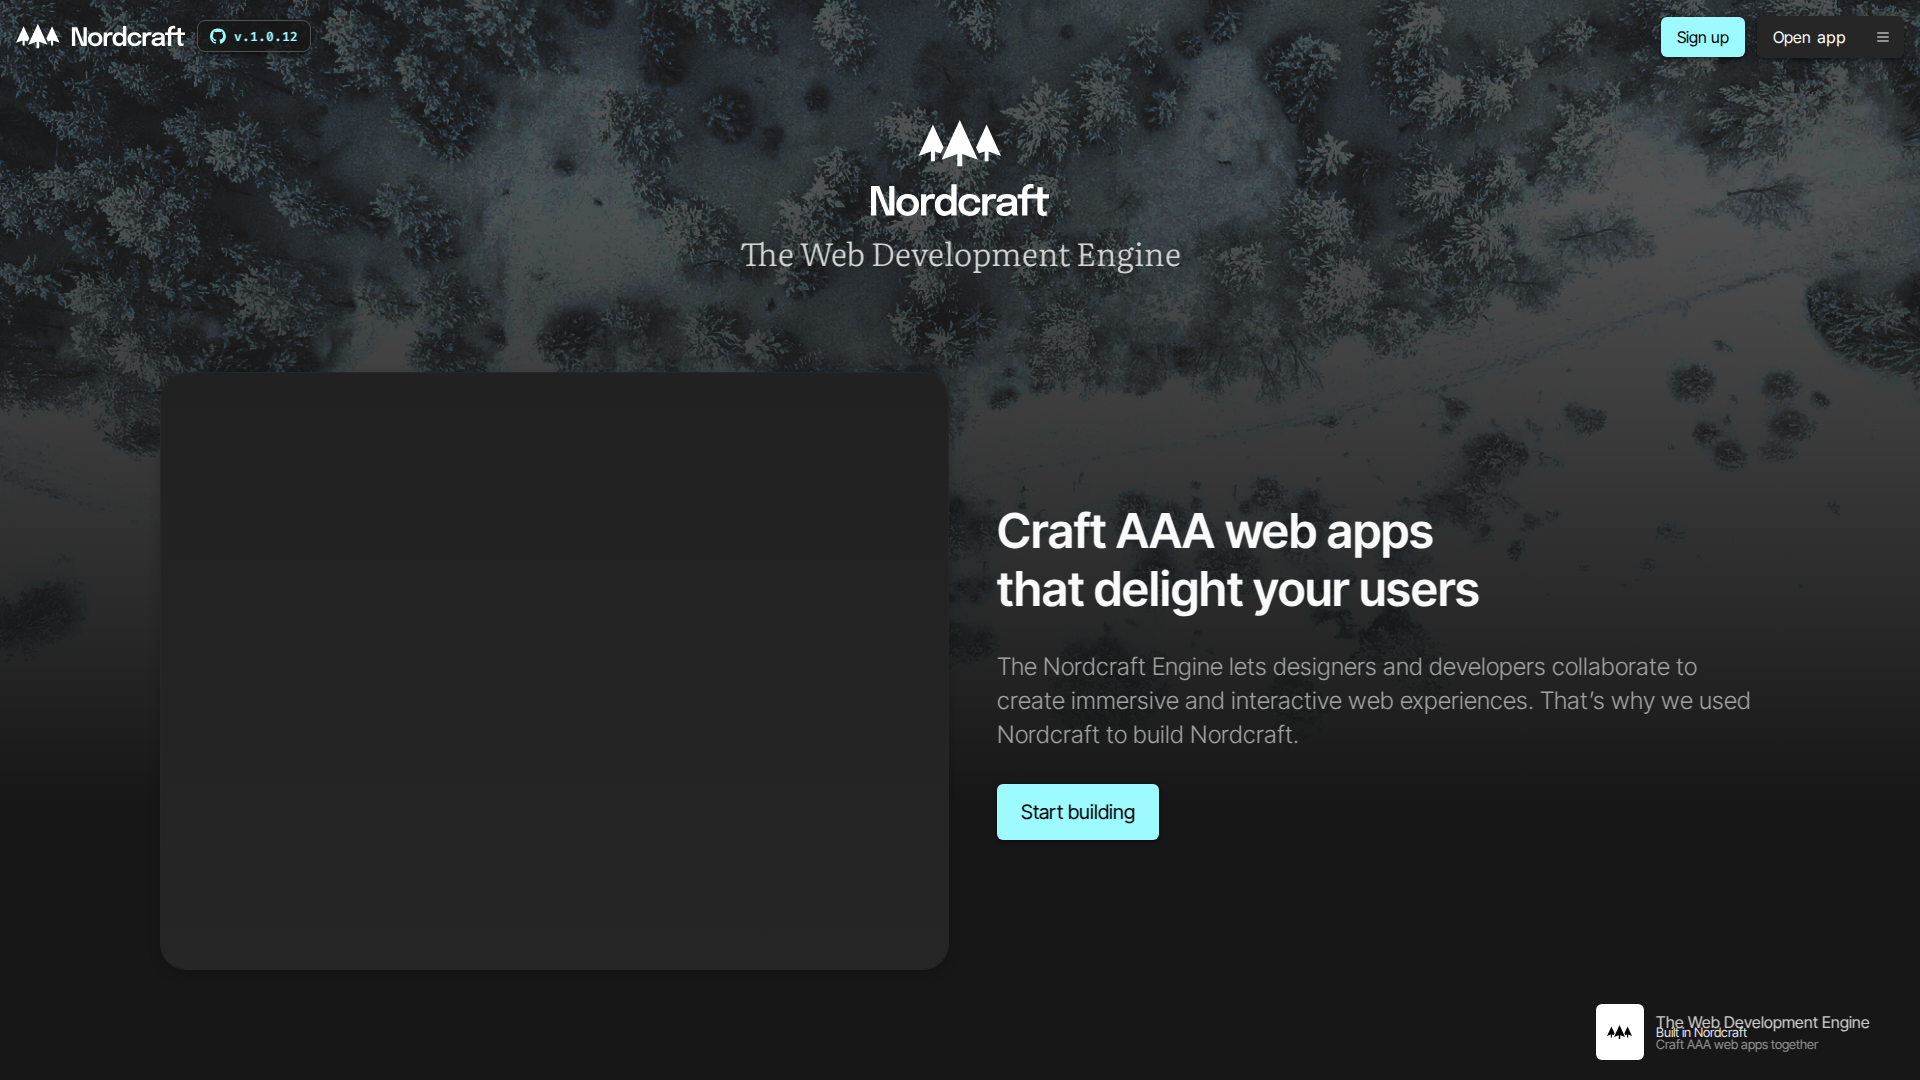 Nordcraft
v.1.0.12
Sign up
Open app
Nordcraft
The Web Development Engine
Craft AAA web apps
that delight your users
The Nordcraft Engine lets designers and developers collaborate to
create immersive and interactive web experiences. That's why we used
Nordcraft to build Nordcraft.
Start building
The Web Development Engine
Built in Nordcraft
Craft AAA web apps together